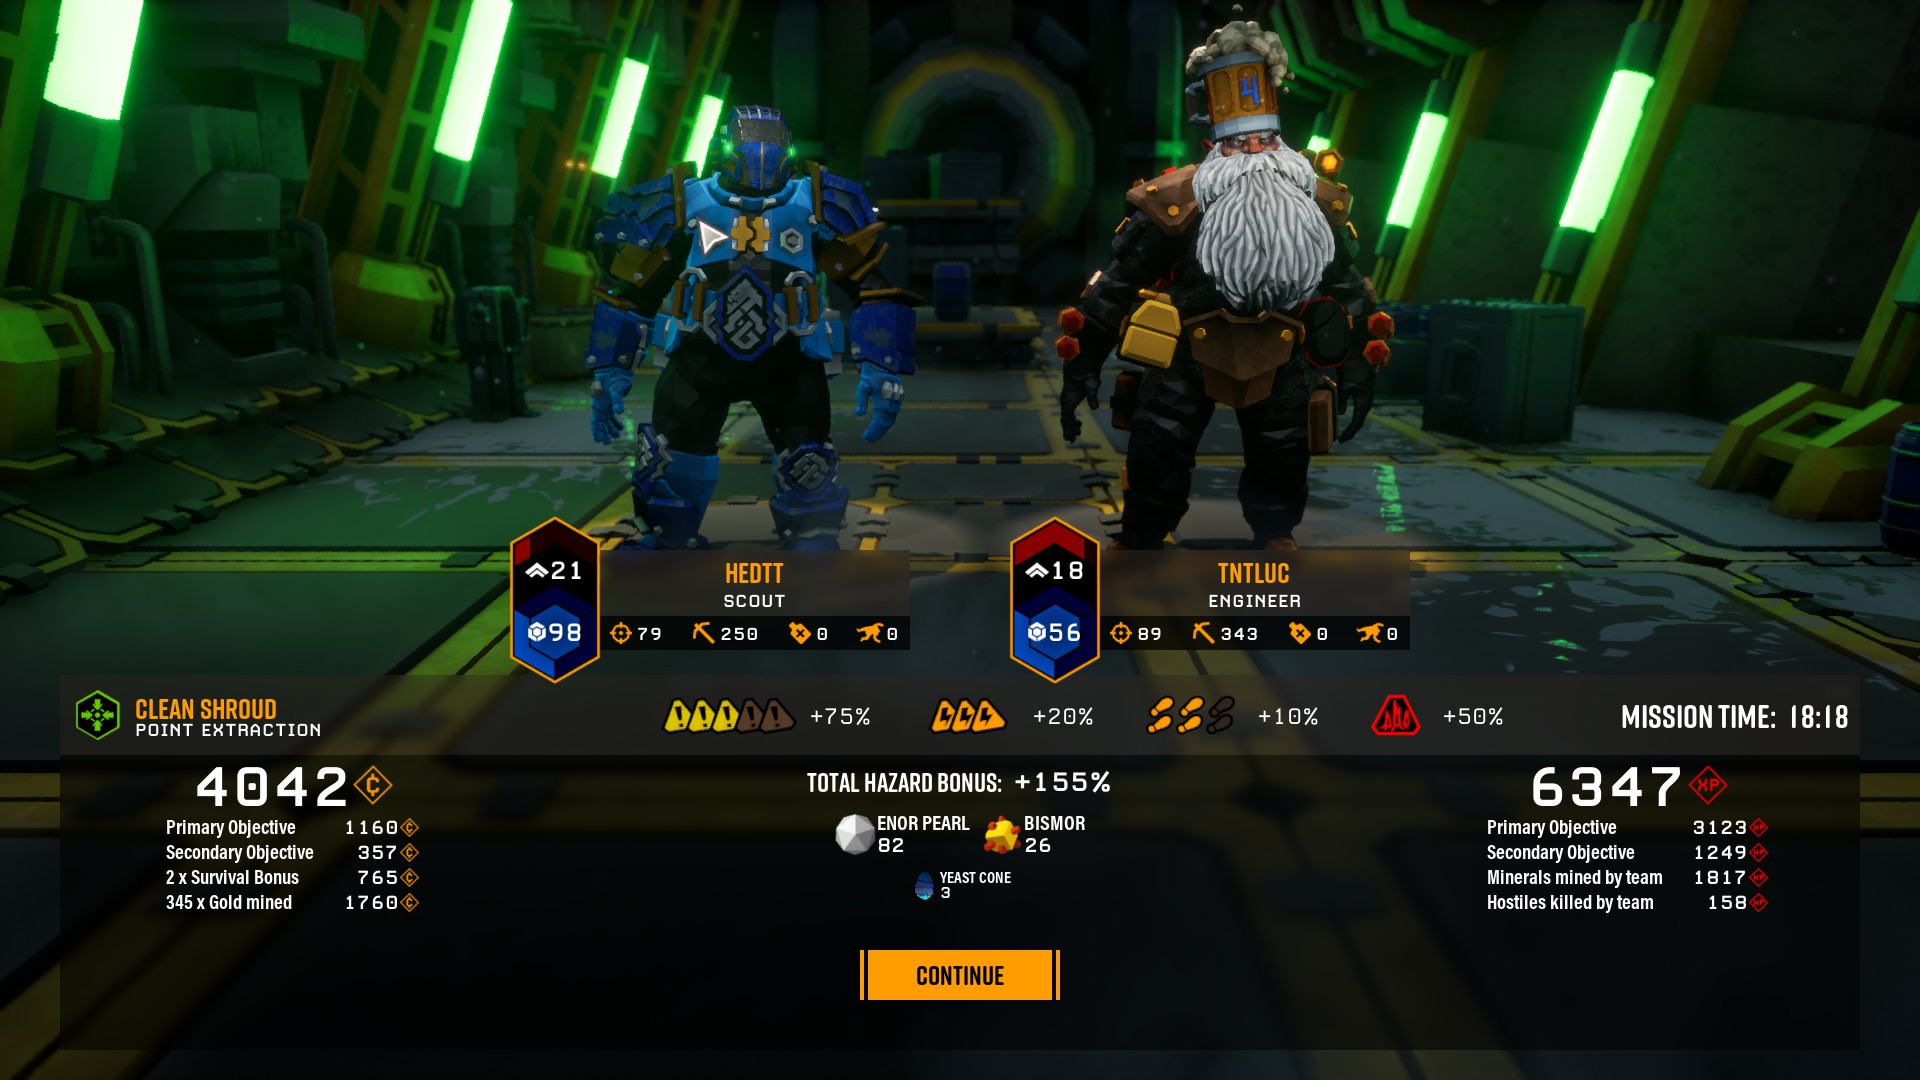 4
21
98
HEDTT
SCOUT
79 250 0 0
18
56
TNTLUC
ENGINEER
89 343 0 0
CLEAN SHROUD
POINT EXTRACTION
+75% +20% +10% +50%
MISSION TIME: 18:18
4042
Primary Objective 1160
Secondary Objective 357
2 x Survival Bonus 765
345 x Gold mined 1760
TOTAL HAZARD BONUS: +155%
ENOR PEARL
82
BISMOR
26
YEAST CONE
3
6347 XP
Primary Objective 3123
Secondary Objective 1249
Minerals mined by team 1817
Hostiles killed by team 158
CONTINUE